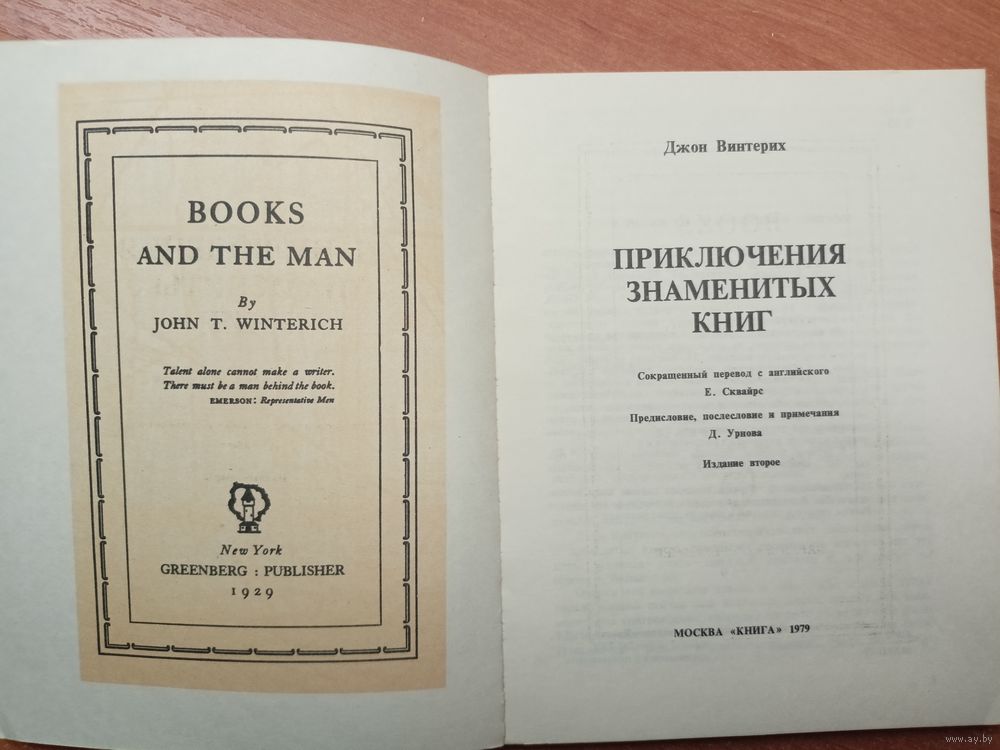 BOOKS
AND THE MAN
By
JOHN T. WINTERICH
Talent alone cannot make a writer.
There must be a man behind the book.
EMERSON: Representative Men
New York
GREENBERG : PUBLISHER
1929
Джон Винтерих
ПРИКЛЮЧЕНИЯ
ЗНАМЕНИТЫХ
КНИГ
Сокращенный перевод с английского
Е. Сквайрс
Предисловие, послесловие и примечания
Д. Урнова
Издание второе
МОСКВА «КНИГА» 1979
www.ay.by